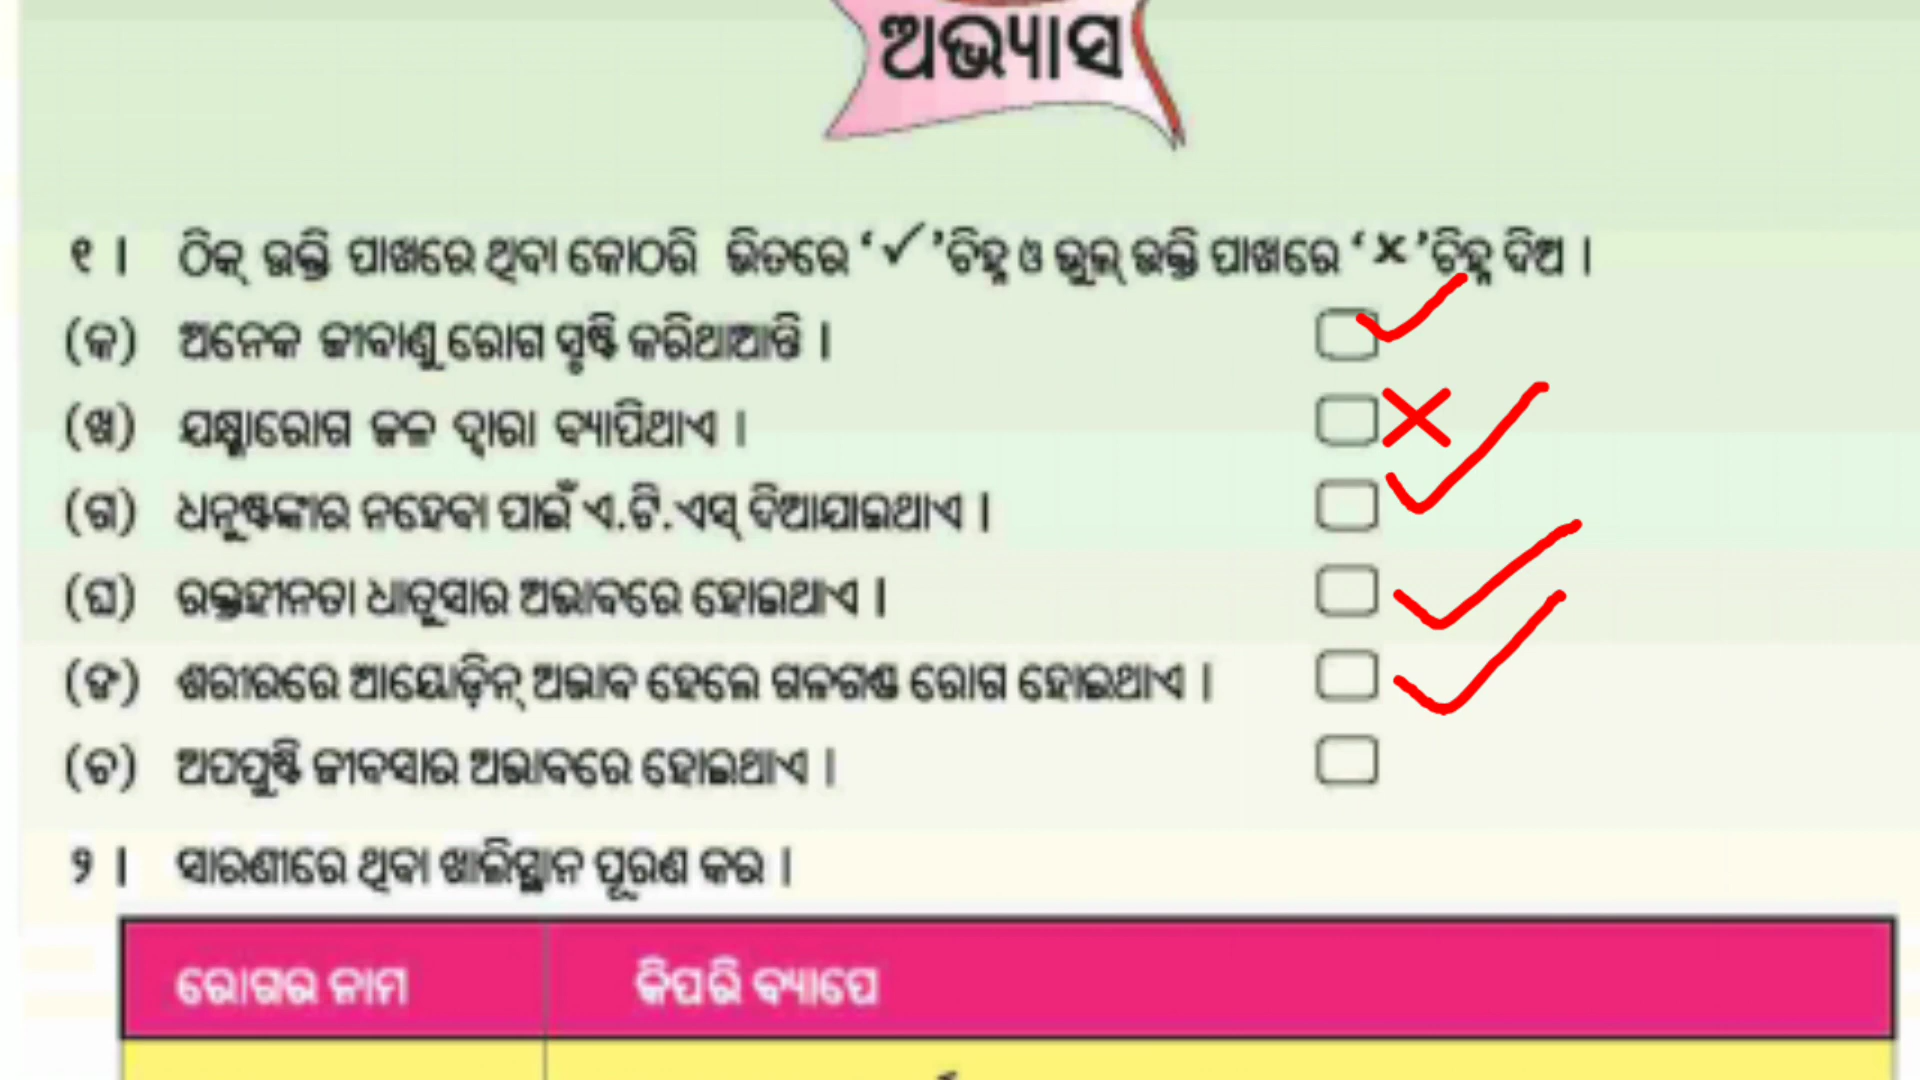 ଅଭ୍ୟାସ
୧ । ଠିକ୍ ଉକ୍ତି ପାଖରେ ଥିବା କୋଠରି ଭିତରେ ‘✓’ଚିହ୍ନ ଓ ଭୁଲ୍ ଉକ୍ତି ପାଖରେ ‘×’ଚିହ୍ନ ଦିଅ ।
(କ) ଅନେକ ଜୀବାଣୁ ରୋଗ ସୃଷ୍ଟି କରିଥାଆନ୍ତି ।
(ଖ) ଯକ୍ଷ୍ମାରୋଗ ଜଳ ଦ୍ୱାରା ବ୍ୟାପିଥାଏ ।
(ଗ) ଧନୁଷ୍ଟଙ୍କାର ନହେବା ପାଇଁ ଏ.ଟି.ଏସ୍ ଦିଆଯାଇଥାଏ ।
(ଘ) ରକ୍ତହୀନତା ଧାତୁସାର ଅଭାବରେ ହୋଇଥାଏ ।
(ଙ) ଶରୀରରେ ଆୟୋଡ଼ିନ୍ ଅଭାବ ହେଲେ ଗଳଗଣ୍ଡ ରୋଗ ହୋଇଥାଏ ।
(ଚ) ଅପପୁଷ୍ଟି ଜୀବସାର ଅଭାବରେ ହୋଇଥାଏ ।
୨ । ସାରଣୀରେ ଥିବା ଖାଲିସ୍ଥାନ ପୂରଣ କର ।
ରୋଗର ନାମ କିପରି ବ୍ୟାପେ